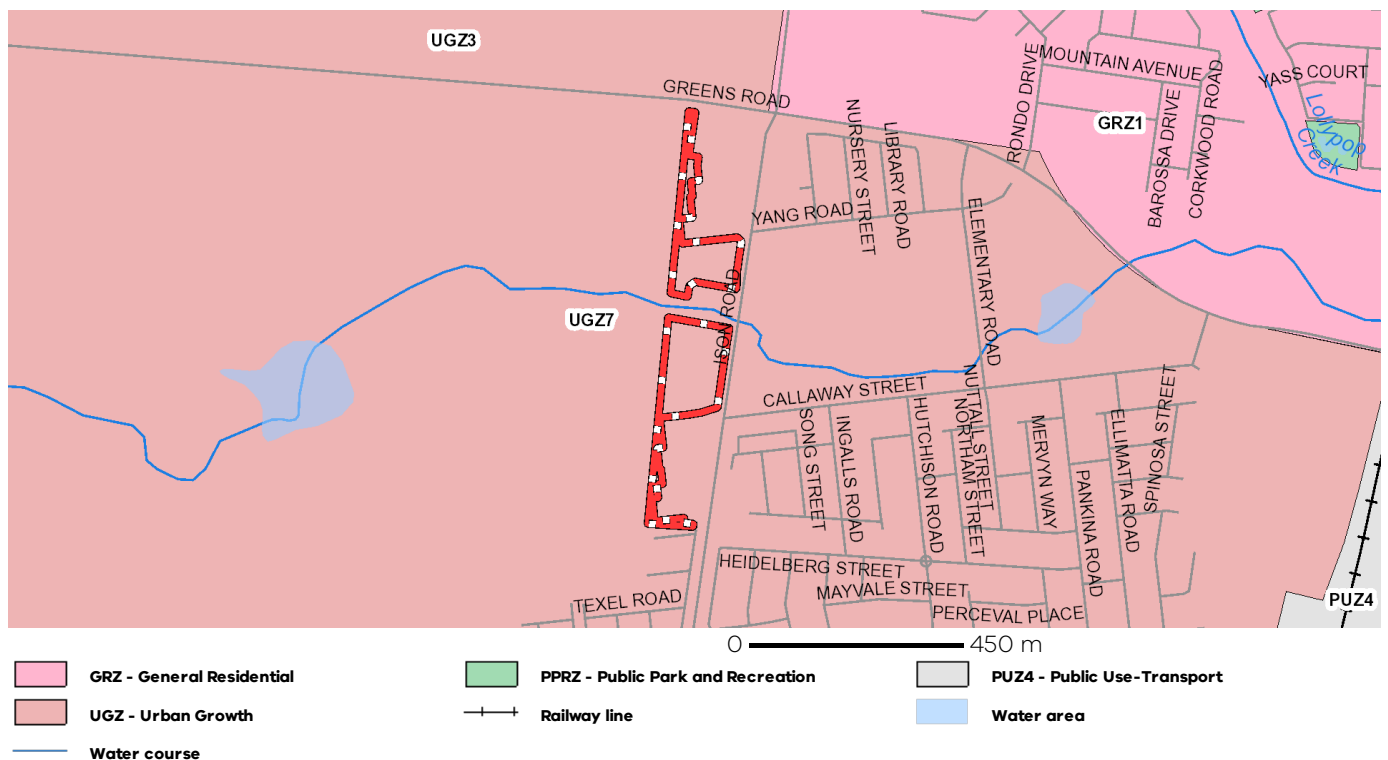 UGZ3
GREENS ROAD
RONDO DRIVE
MOUNTAIN AVENUE
YASS COURT
GRZ1
BAROSSA DRIVE
CORKWOOD ROAD
Lollypop
Creek
NURSERY STREET
LIBRARY ROAD
YANG ROAD
ELEMENTARY ROAD
ISON ROAD
UGZ7
CALLAWAY STREET
SONG STREET
INGALLS ROAD
HUTCHISON ROAD
NUTTALL STREET
NORTHAM STREET
MERVYN WAY
PANKINA ROAD
ELLIMATTA ROAD
SPINOSA STREET
HEIDELBERG STREET
MAYVALE STREET
TEXEL ROAD
PERCEVAL PLACE
PUZ4
0 450 m
GRZ - General Residential
PPRZ - Public Park and Recreation
PUZ4 - Public Use-Transport
UGZ - Urban Growth
Railway line
Water area
Water course